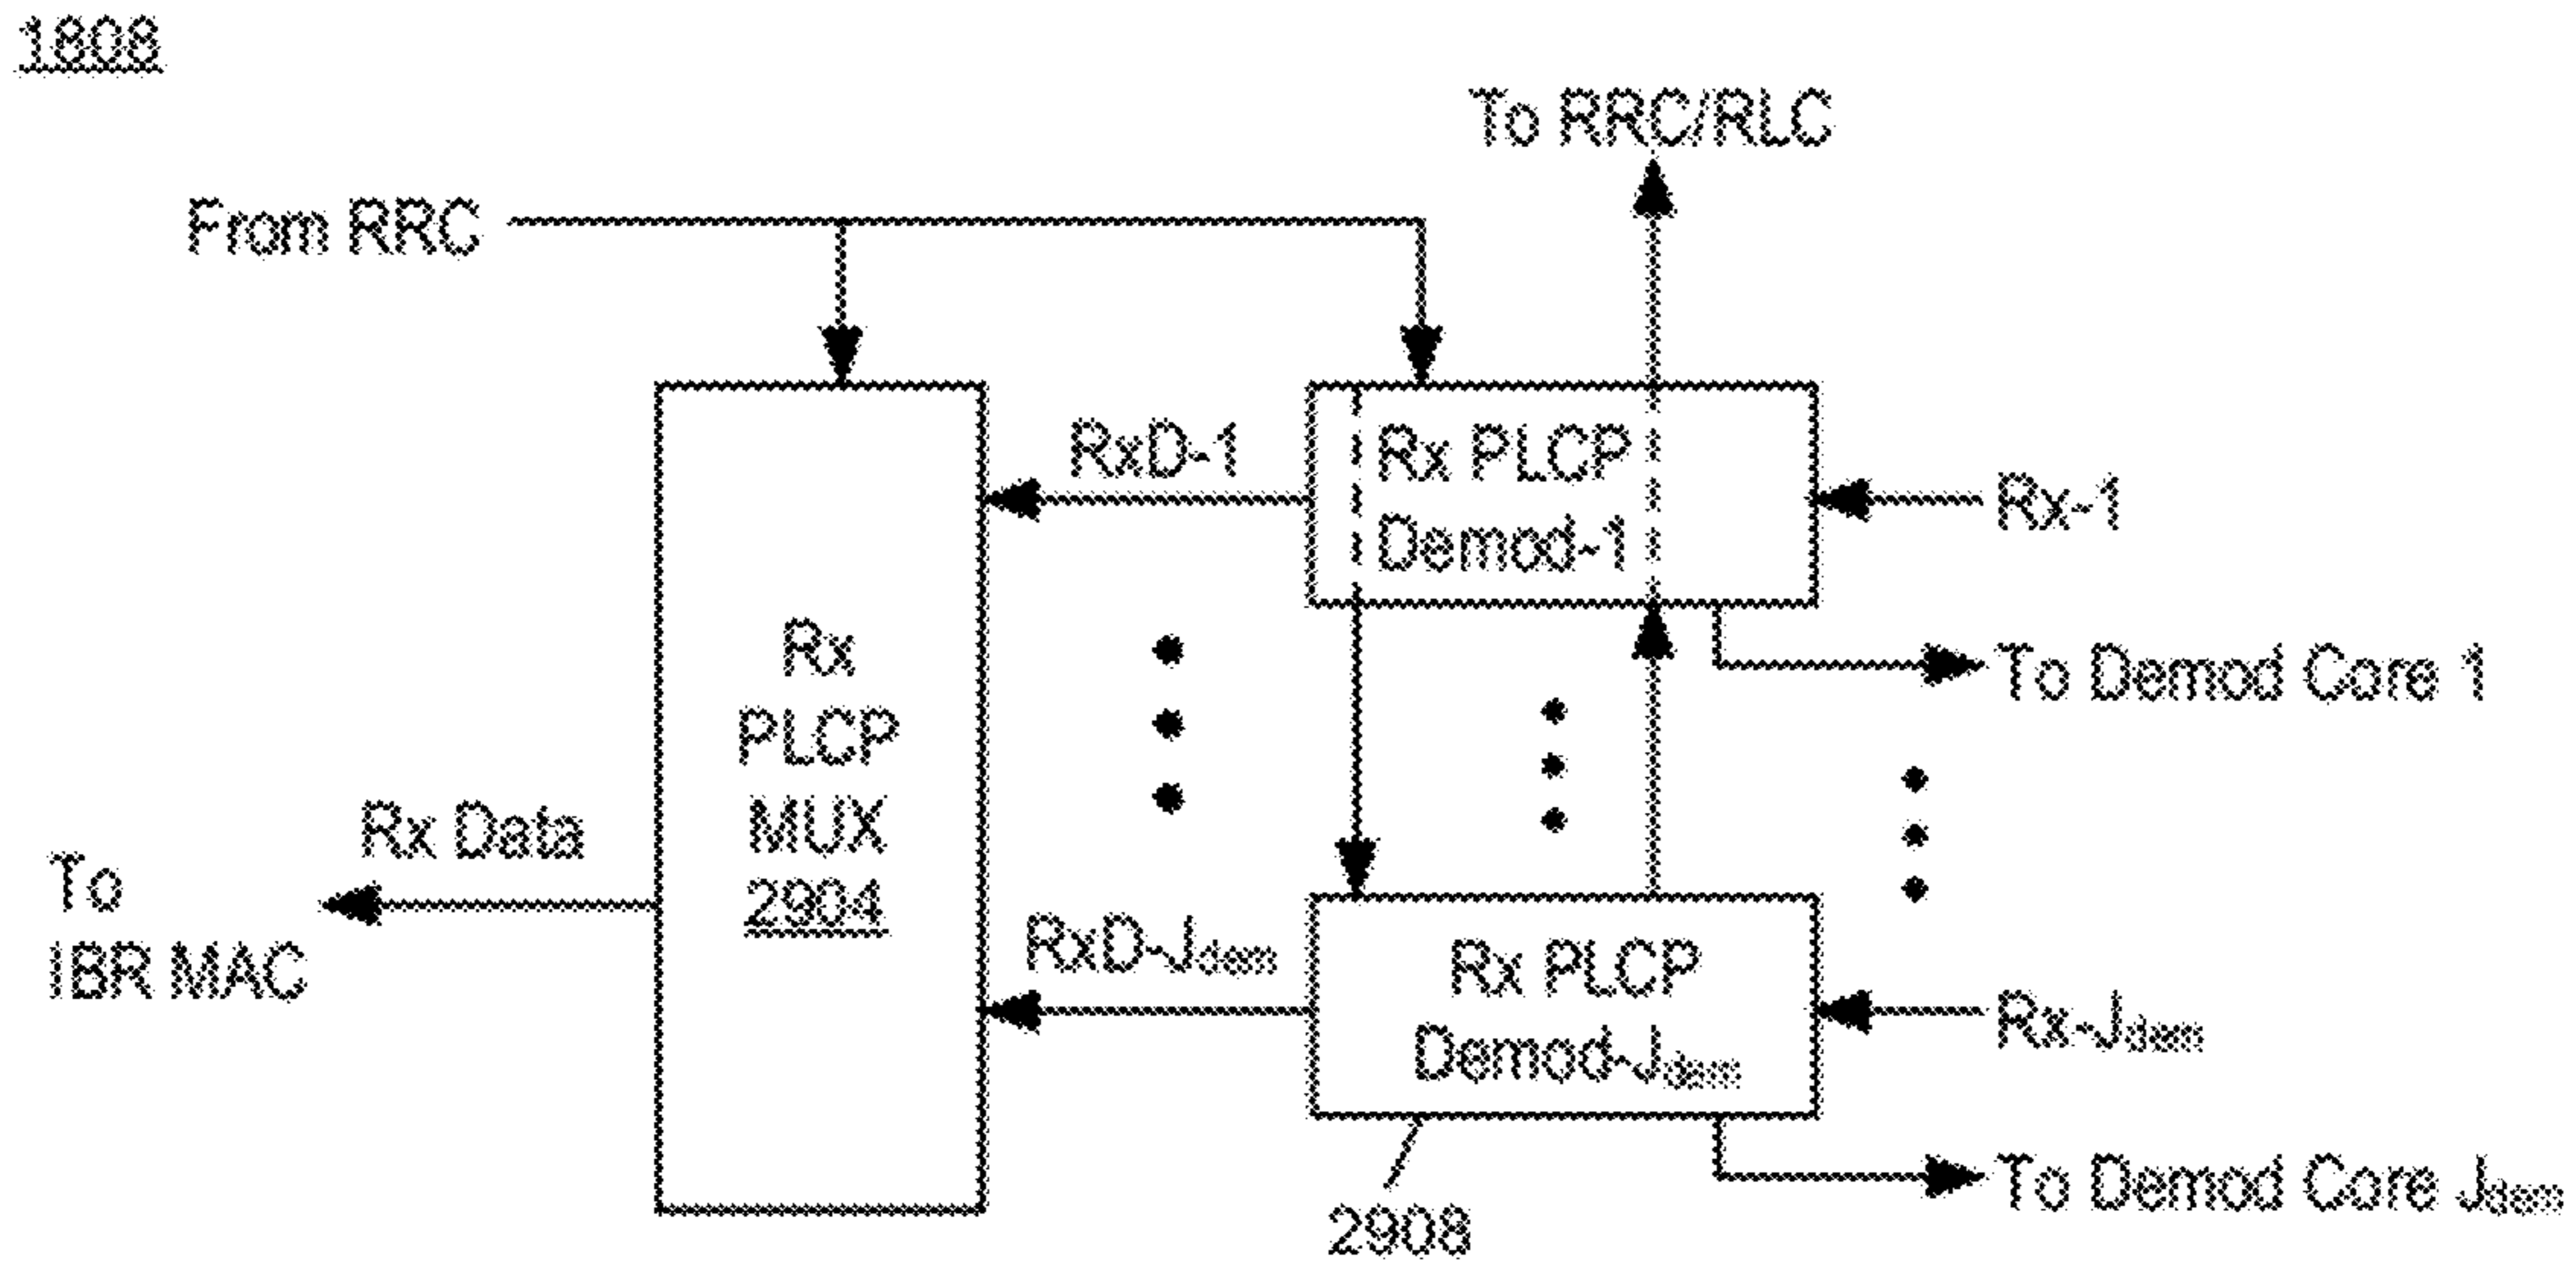 1808
To RRC/RLC
From RRC
RxD-1
Rx PLCP
Demod-1
Rx-1
To Demod Core 1
Rx
PLCP
MUX
2904
Rx Data
To
IBR MAC
RxD-Jdem
Rx PLCP
Demod-Jdem
Rx-Jdem
To Demod Core Jdem
2908